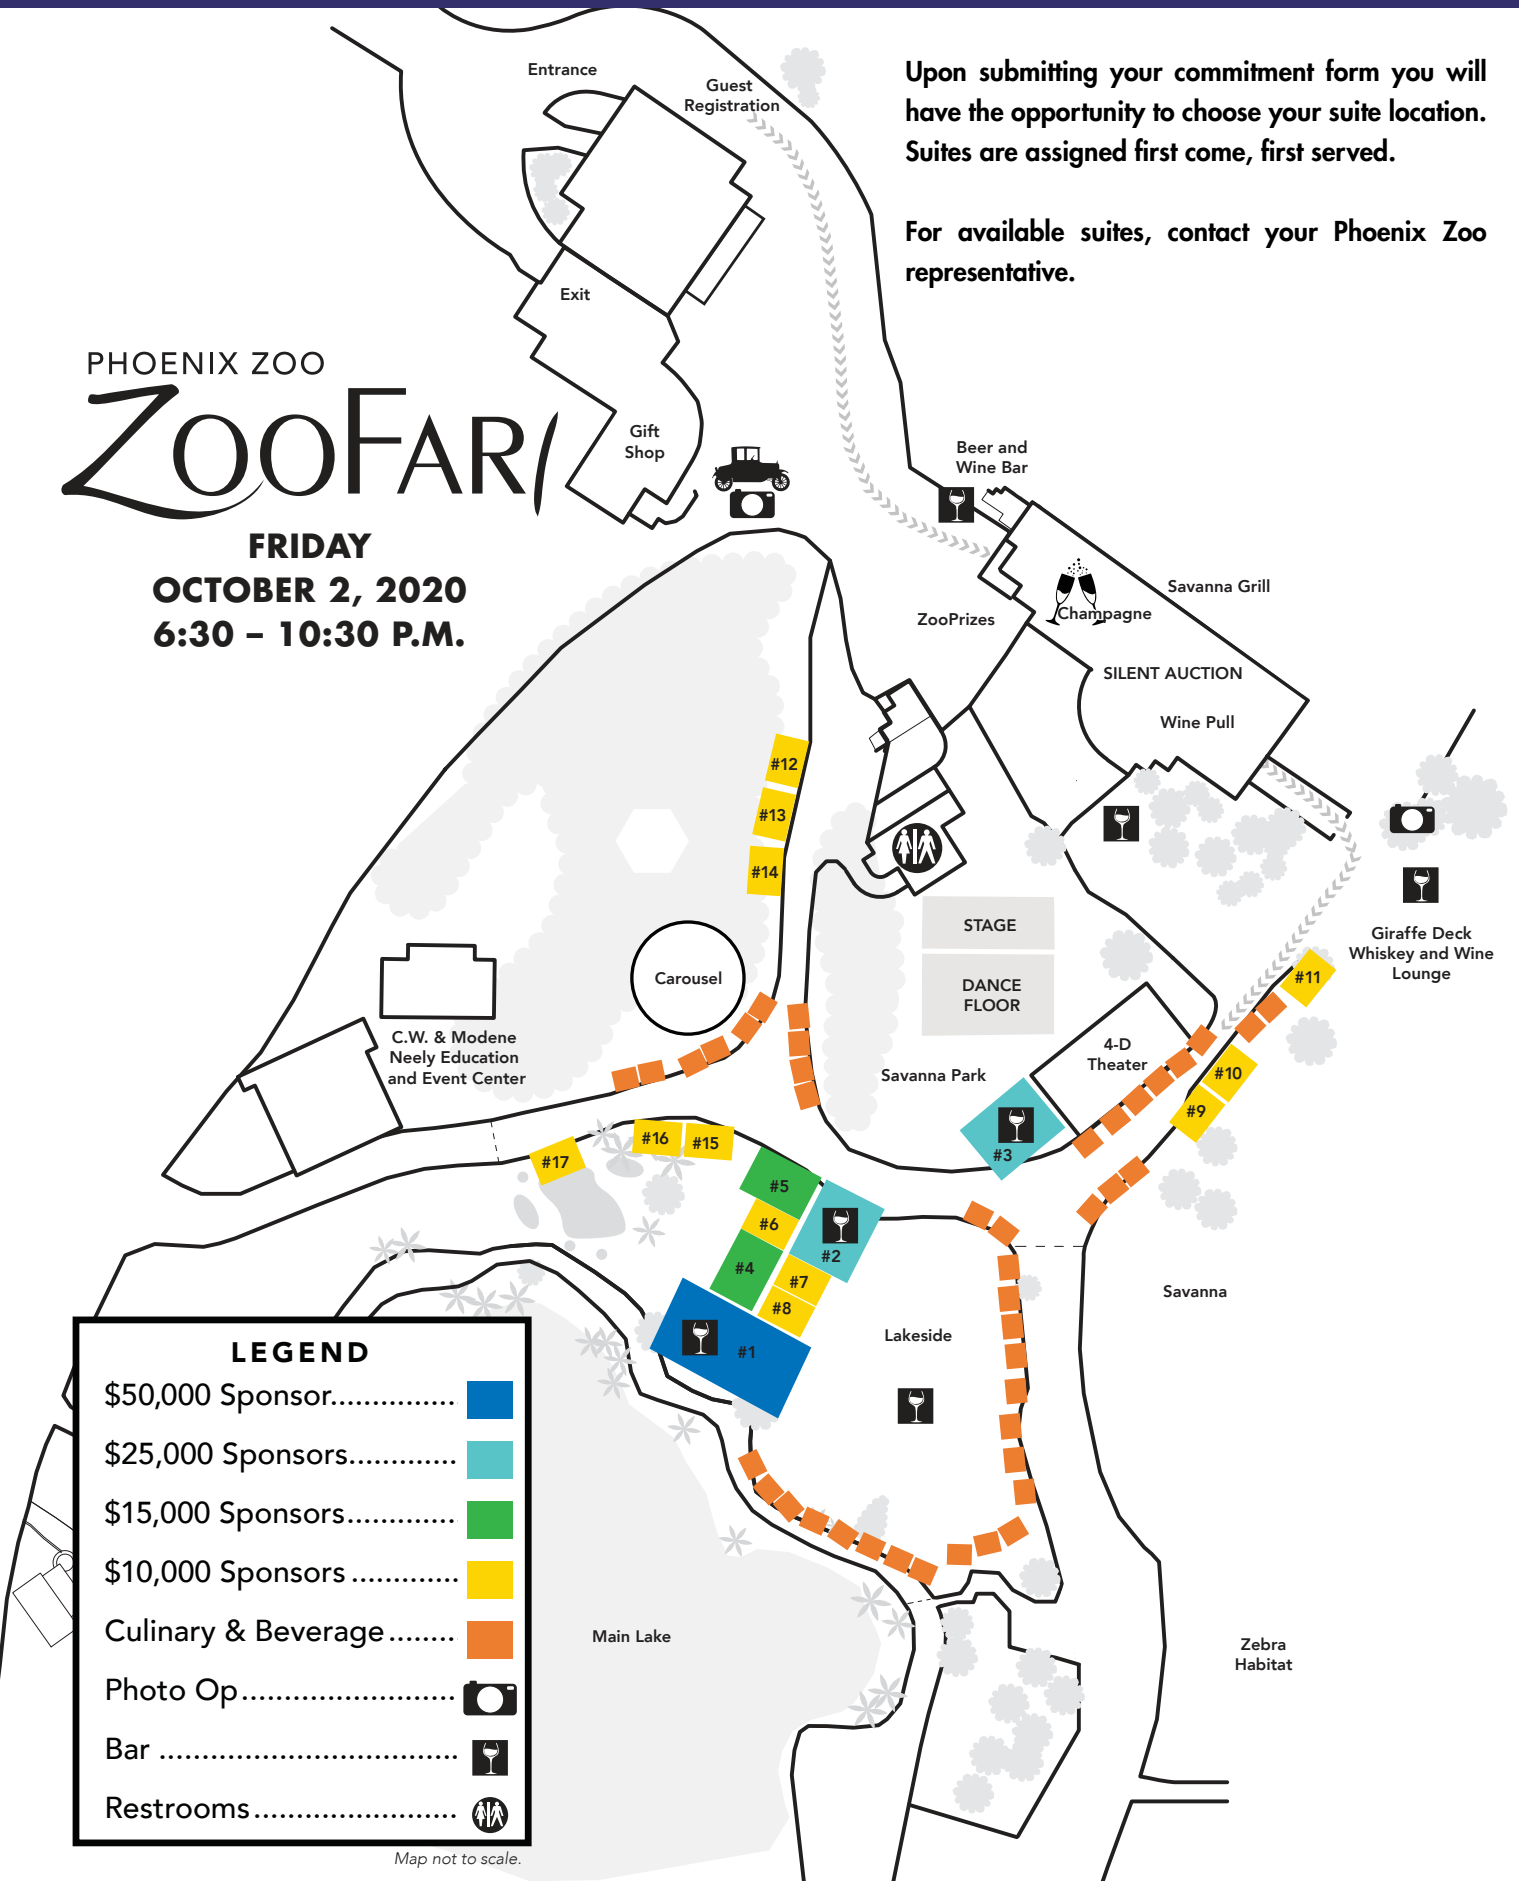 Upon submitting your commitment form you will
have the opportunity to choose your suite location.
Suites are assigned first come, first served.
For available suites, contact your Phoenix Zoo
representative.
Entrance
Guest
Registration
Exit
PHOENIX ZOO
ZOOFARI
FRIDAY
OCTOBER 2, 2020
6:30 – 10:30 P.M.
Gift
Shop
Beer and
Wine Bar
Savanna Grill
Champagne
ZooPrizes
SILENT AUCTION
Wine Pull
#12
#13
#14
STAGE
DANCE
FLOOR
Giraffe Deck
Whiskey and Wine
Lounge
#11
Carousel
C.W. & Modene
Neely Education
and Event Center
4-D
Theater
Savanna Park
#10
#9
#3
#16
#15
#17
#5
#6
#2
#4
#7
#8
#1
Savanna
Lakeside
LEGEND
$50,000 Sponsor...............
$25,000 Sponsors.............
$15,000 Sponsors.............
$10,000 Sponsors .............
Culinary & Beverage........
Photo Op.........................
Bar ...................................
Restrooms........................
Main Lake
Zebra
Habitat
Map not to scale.